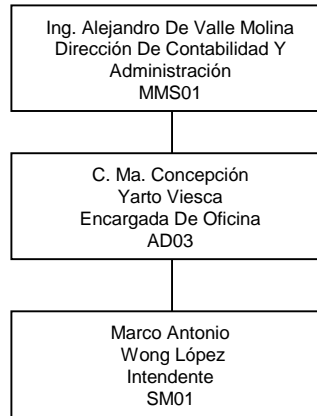 Ing. Alejandro De Valle Molina
Dirección De Contabilidad Y
Administración
MMS01
C. Ma. Concepción
Yarto Viesca
Encargada De Oficina
AD03
Marco Antonio
Wong López
Intendente
SM01